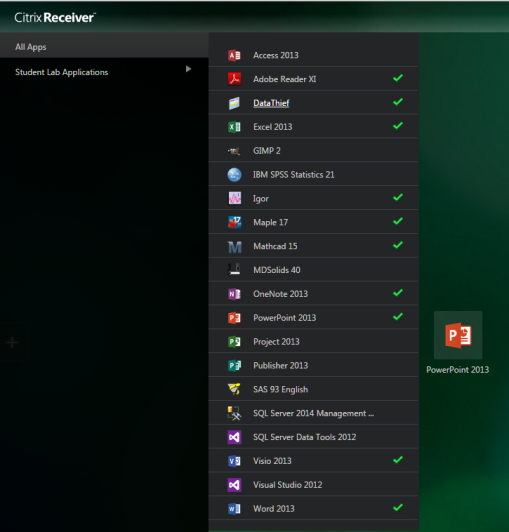 Citrix Receiver™
All Apps
Student Lab Applications
Access 2013
Adobe Reader XI
DataThief
Excel 2013
GIMP 2
IBM SPSS Statistics 21
Igor
Maple 17
Mathcad 15
MDSolids 40
OneNote 2013
PowerPoint 2013
Project 2013
Publisher 2013
SAS 93 English
SQL Server 2014 Management ...
SQL Server Data Tools 2012
Visio 2013
Visual Studio 2012
Word 2013
PowerPoint 2013